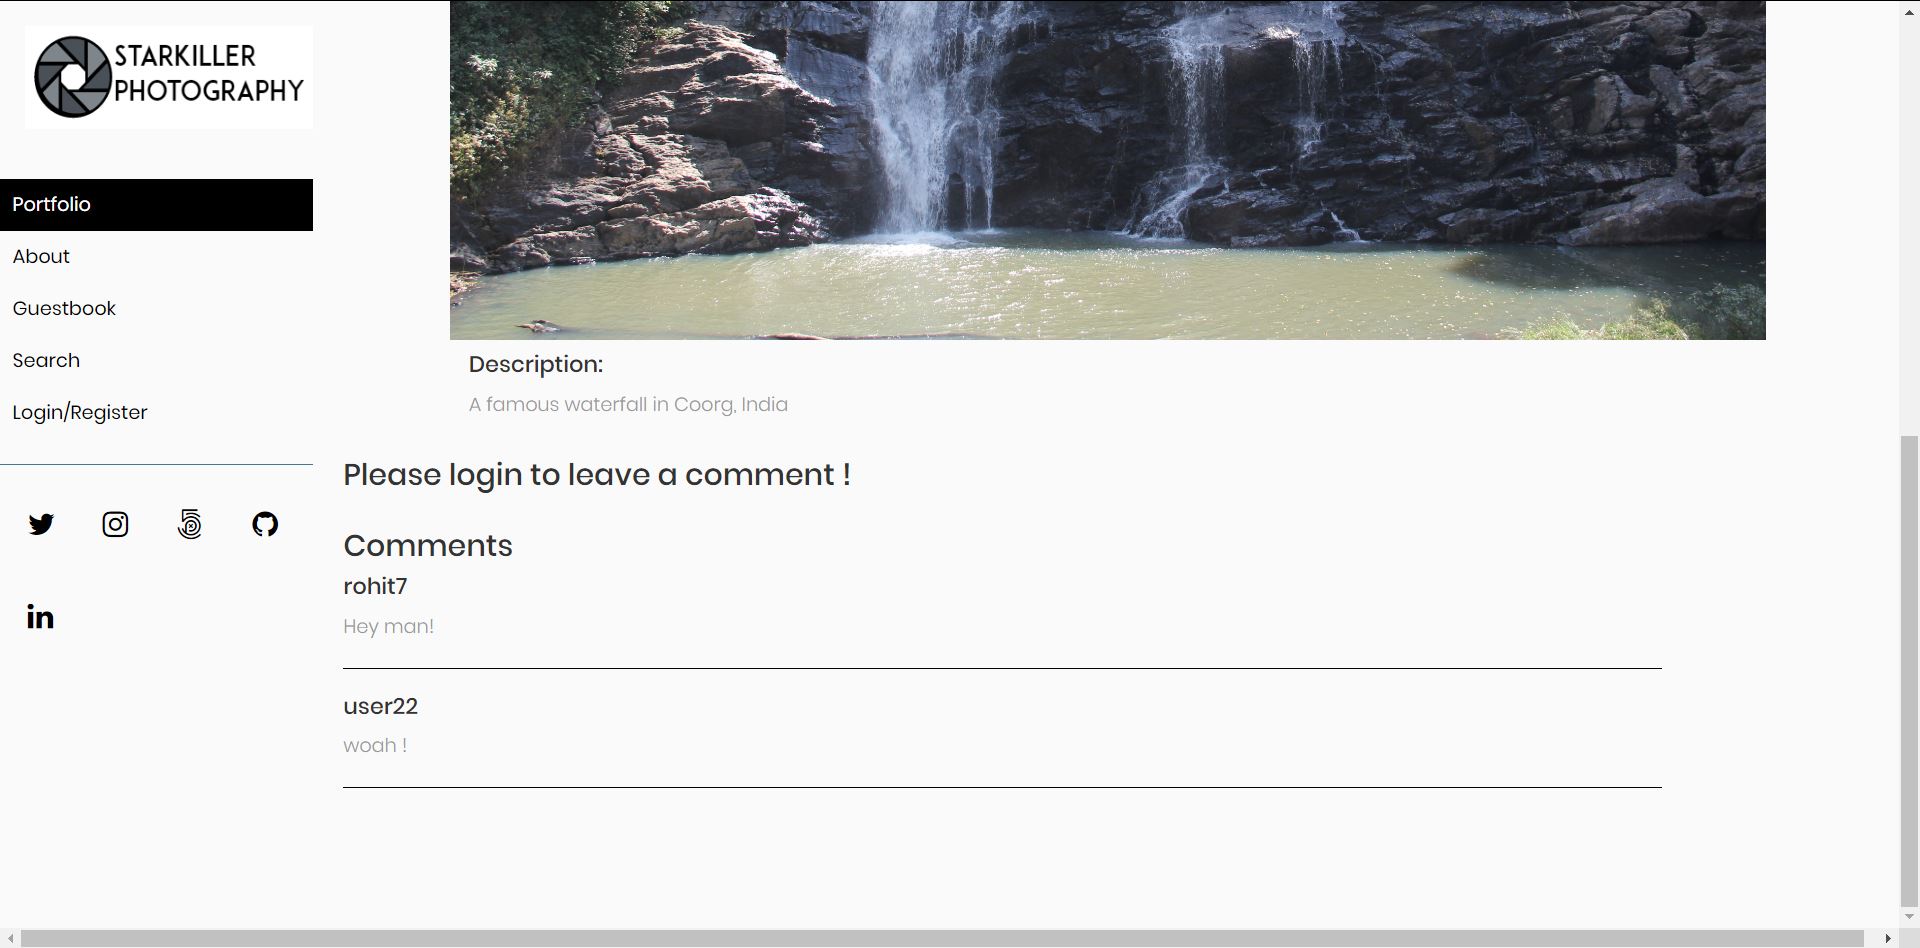 STARKILLER
PHOTOGRAPHY
Portfolio
About
Guestbook
Search
Login/Register
Description:
A famous waterfall in Coorg, India
Please login to leave a comment !
Comments
rohit7
Hey man!
user22
woah !